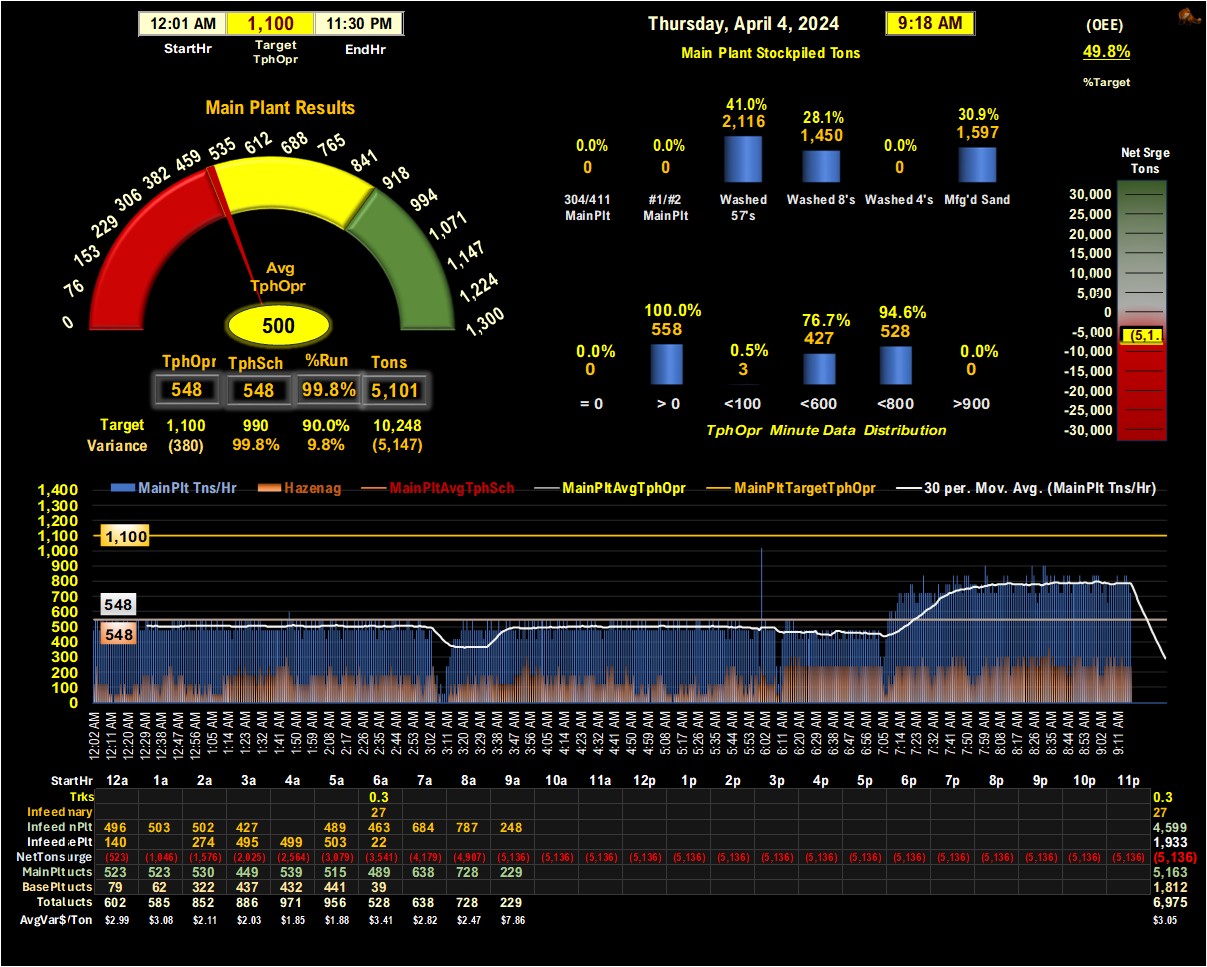 12:01 AM 1,100 11:30 PM
StartHr Target TphOpr EndHr
Thursday, April 4, 2024 9:18 AM
Main Plant Stockpiled Tons
(OEE)
49.8%
%Target
Main Plant Results
0 76 153 229 306 382 459 535 612 688 765 841 918 994 1,071 1,147 1,224 1,300
Avg
TphOpr
500
TphOpr TphSch %Run Tons
548 548 99.8% 5,101
Target 1,100 990 90.0% 10,248
Variance (380) 99.8% 9.8% (5,147)
0.0% 0.0% 41.0% 28.1% 0.0% 30.9%
0 0 2,116 1,450 0 1,597
304/411 MainPlt #1/#2 MainPlt Washed 57's Washed 8's Washed 4's Mfg'd Sand
0.0% 100.0% 0.5% 76.7% 94.6% 0.0%
0 558 3 427 528 0
= 0 > 0 <100 <600 <800 >900
TphOpr Minute Data Distribution
Net Srge
Tons
30,000
25,000
20,000
15,000
10,000
5,000
0
-5,000
(5,1..
-10,000
-15,000
-20,000
-25,000
-30,000
MainPlt Tns/Hr Hazenag MainPltAvgTphSch MainPltAvgTphOpr MainPltTargetTphOpr 30 per. Mov. Avg. (MainPlt Tns/Hr)
1,400
1,300
1,200
1,100
1,000
900
800
700
600
500
400
300
200
100
0
1,100
548
548
12:02 AM 12:11 AM 12:20 AM 12:29 AM 12:38 AM 12:47 AM 12:56 AM 1:05 AM 1:14 AM 1:23 AM 1:32 AM 1:41 AM 1:50 AM 1:59 AM 2:08 AM 2:17 AM 2:26 AM 2:35 AM 2:44 AM 2:53 AM 3:02 AM 3:11 AM 3:20 AM 3:29 AM 3:38 AM 3:47 AM 3:56 AM 4:05 AM 4:14 AM 4:23 AM 4:32 AM 4:41 AM 4:50 AM 4:59 AM 5:08 AM 5:17 AM 5:26 AM 5:35 AM 5:44 AM 5:53 AM 6:02 AM 6:11 AM 6:20 AM 6:29 AM 6:38 AM 6:47 AM 6:56 AM 7:05 AM 7:14 AM 7:23 AM 7:32 AM 7:41 AM 7:50 AM 7:59 AM 8:08 AM 8:17 AM 8:26 AM 8:35 AM 8:44 AM 8:53 AM 9:02 AM 9:11 AM
StartHr 12a 1a 2a 3a 4a 5a 6a 7a 8a 9a 10a 11a 12p 1p 2p 3p 4p 5p 6p 7p 8p 9p 10p 11p
Trks 0.3 0.3
Infeed mary 27 27
Infeed nPlt 496 503 502 427 489 463 684 787 248 4,599
Infeed ePlt 140 274 495 499 503 22 1,933
NetTons urge (523) (1,046) (1,576) (2,025) (2,564) (3,079) (3,541) (4,179) (4,907) (5,136) (5,136) (5,136) (5,136) (5,136) (5,136) (5,136) (5,136) (5,136) (5,136) (5,136) (5,136) (5,136) (5,136) (5,136) (5,136)
MainPlt ucts 523 523 530 449 539 515 489 638 728 229 5,163
BasePlt ucts 79 62 322 437 432 441 39 1,812
Total ucts 602 585 852 886 971 956 528 638 728 229 6,975
AvgVar$/Ton $2.99 $3.08 $2.11 $2.03 $1.85 $1.88 $3.41 $2.82 $2.47 $7.86 $3.05